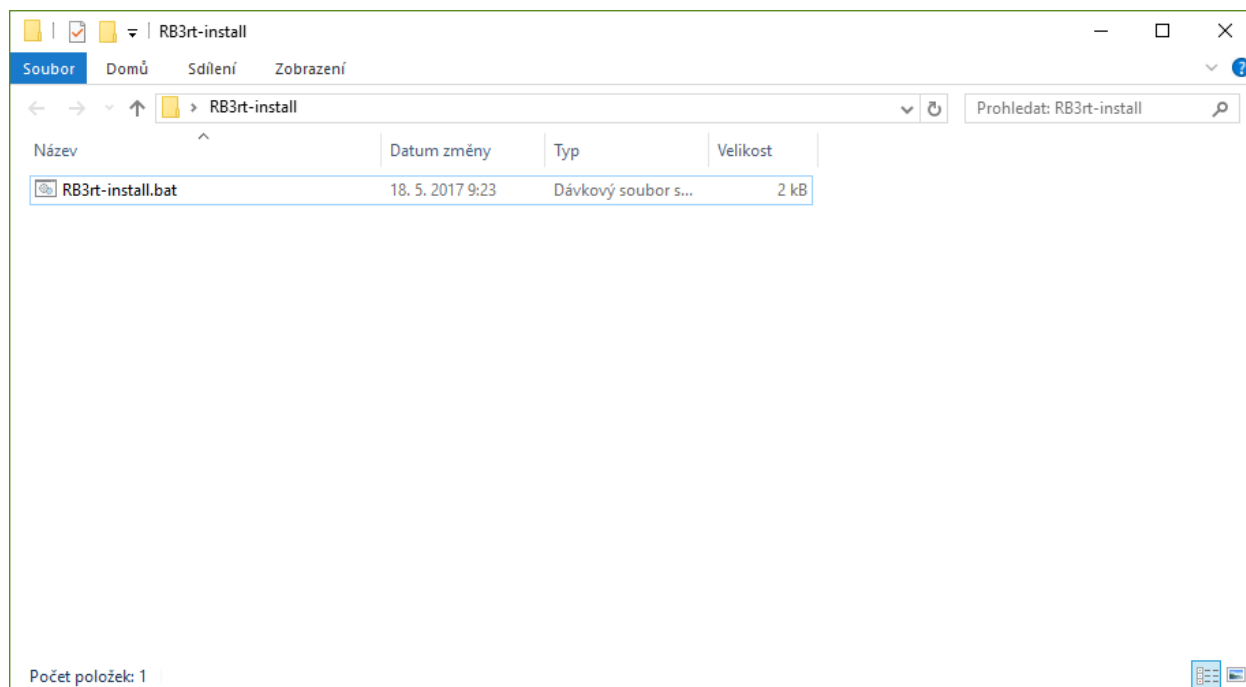 RB3rt-install
Soubor Domů Sdílení Zobrazení
RB3rt-install Prohledat: RB3rt-install
Název Datum změny Typ Velikost
RB3rt-install.bat 18. 5. 2017 9:23 Dávkový soubor s... 2 kB
Počet položek: 1